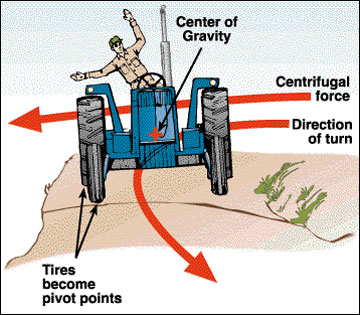 Center of
Gravity
Centrifugal
force
Direction
of turn
Tires
become
pivot points